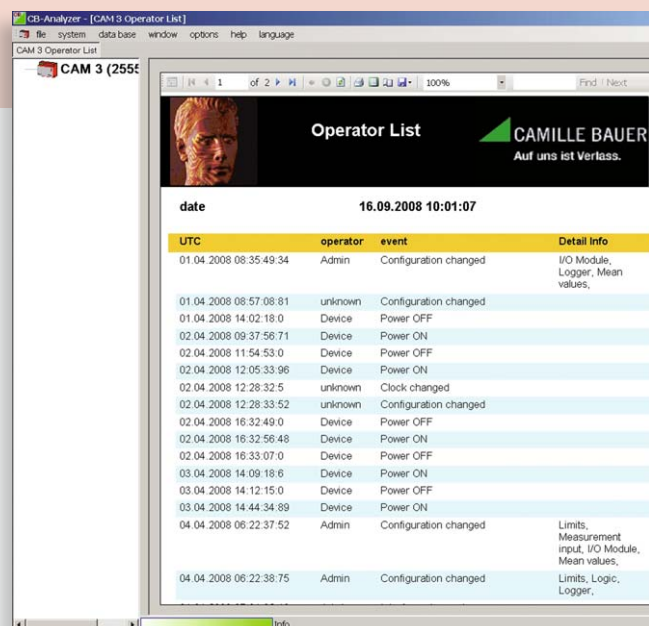 CB-Analyzer - [CAM 3 Operator List]
file system data base window options help language
CAM 3 Operator List
CAM 3 (2555
1 of 2 100% Find | Next
Operator List
CAMILLE BAUER
Auf uns ist Verlass.
date 16.09.2008 10:01:07
UTC operator event Detail Info
01.04.2008 08:35:49:34 Admin Configuration changed I/O Module,
Logger, Mean
values,
01.04.2008 08:57:08:81 unknown Configuration changed
01.04.2008 14:02:18:0 Device Power OFF
02.04.2008 09:37:56:71 Device Power ON
02.04.2008 11:54:53:0 Device Power OFF
02.04.2008 12:05:33:96 Device Power ON
02.04.2008 12:28:32:5 unknown Clock changed
02.04.2008 12:28:33:52 unknown Configuration changed
02.04.2008 16:32:49:0 Device Power OFF
02.04.2008 16:32:56:48 Device Power ON
02.04.2008 16:33:07:0 Device Power OFF
03.04.2008 14:09:18:6 Device Power ON
03.04.2008 14:12:15:0 Device Power OFF
03.04.2008 14:44:34:89 Device Power ON
04.04.2008 06:22:37:52 Admin Configuration changed Limits,
Measurement
input, I/O Module,
Mean values,
04.04.2008 06:22:38:75 Admin Configuration changed Limits, Logic,
Logger,
Info